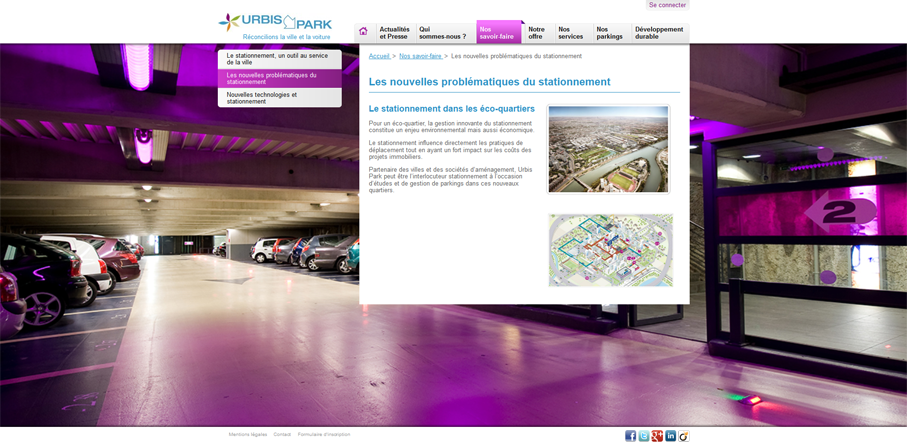 Se connecter
URBIS PARK
Réconcilions la ville et la voiture
Actualités
et Presse
Qui
sommes-nous ?
Nos
savoir-faire
Notre
offre
Nos
services
Nos
parkings
Développement
durable
Le stationnement, un outil au service
de la ville
Les nouvelles problématiques du
stationnement
Nouvelles technologies et
stationnement
Accueil > Nos savoir-faire > Les nouvelles problématiques du stationnement
Les nouvelles problématiques du stationnement
Le stationnement dans les éco-quartiers
Pour un éco-quartier, la gestion innovante du stationnement
constitue un enjeu environnemental mais aussi économique.
Le stationnement influence directement les pratiques de
déplacement tout en ayant un fort impact sur les coûts des
projets immobiliers.
Partenaire des villes et des sociétés d'aménagement, Urbis
Park peut être l'interlocuteur stationnement à l'occasion
d'études et de gestion de parkings dans ces nouveaux
quartiers.
2
Mentions légales Contact Formulaire d'inscription